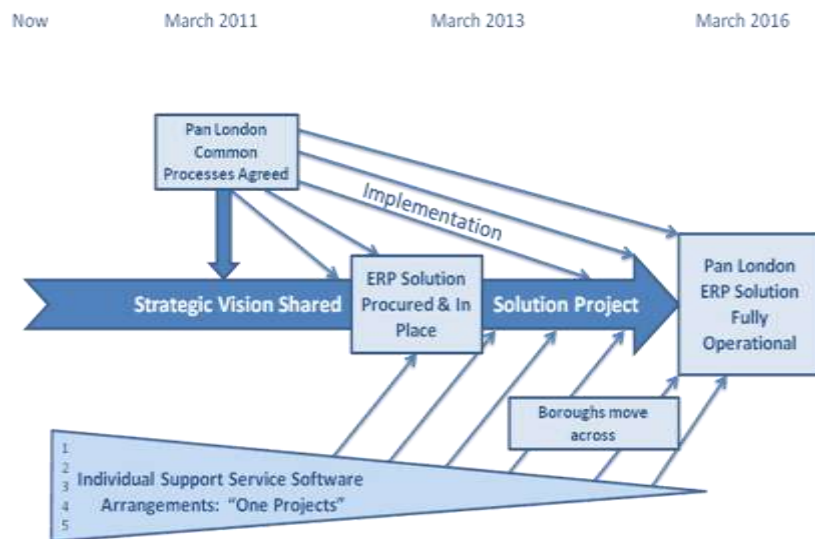 Now March 2011 March 2013 March 2016
Pan London
Common
Processes Agreed
Implementation
Strategic Vision Shared
ERP Solution
Procured & In
Place
Solution Project
Pan London
ERP Solution
Fully
Operational
Boroughs move
across
1
2
3
4
5
Individual Support Service Software
Arrangements: “One Projects”